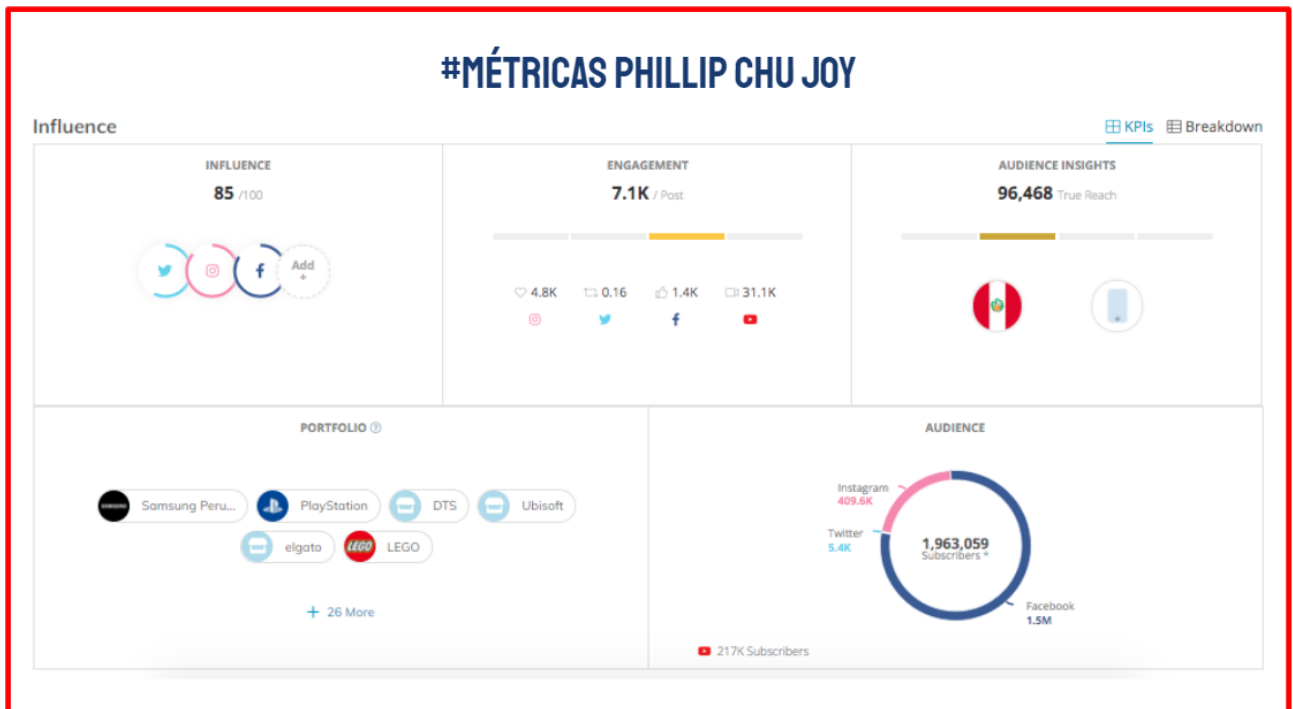 #MÉTRICAS PHILLIP CHU JOY
Influence
KPIs Breakdown
INFLUENCE
85 /100
Add
+
ENGAGEMENT
7.1K / Post
4.8K 0.16 1.4K 31.1K
AUDIENCE INSIGHTS
96,468 True Reach
PORTFOLIO ?
SAMSUNG Samsung Peru... PlayStation DTS Ubisoft
elgato LEGO LEGO
+ 26 More
AUDIENCE
Instagram
409.6K
Twitter
5.4K
1,963,059
Subscribers *
Facebook
1.5M
217K Subscribers